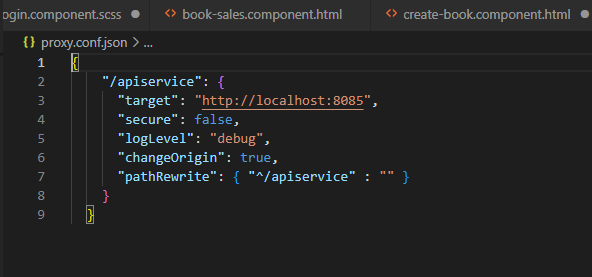 ogin.component.scss book-sales.component.html create-book.component.html
{} proxy.conf.json > ...
1 {
2 "/apiservice": {
3 "target": "http://localhost:8085",
4 "secure": false,
5 "logLevel": "debug",
6 "changeOrigin": true,
7 "pathRewrite": { "^/apiservice" : "" }
8 }
9 }